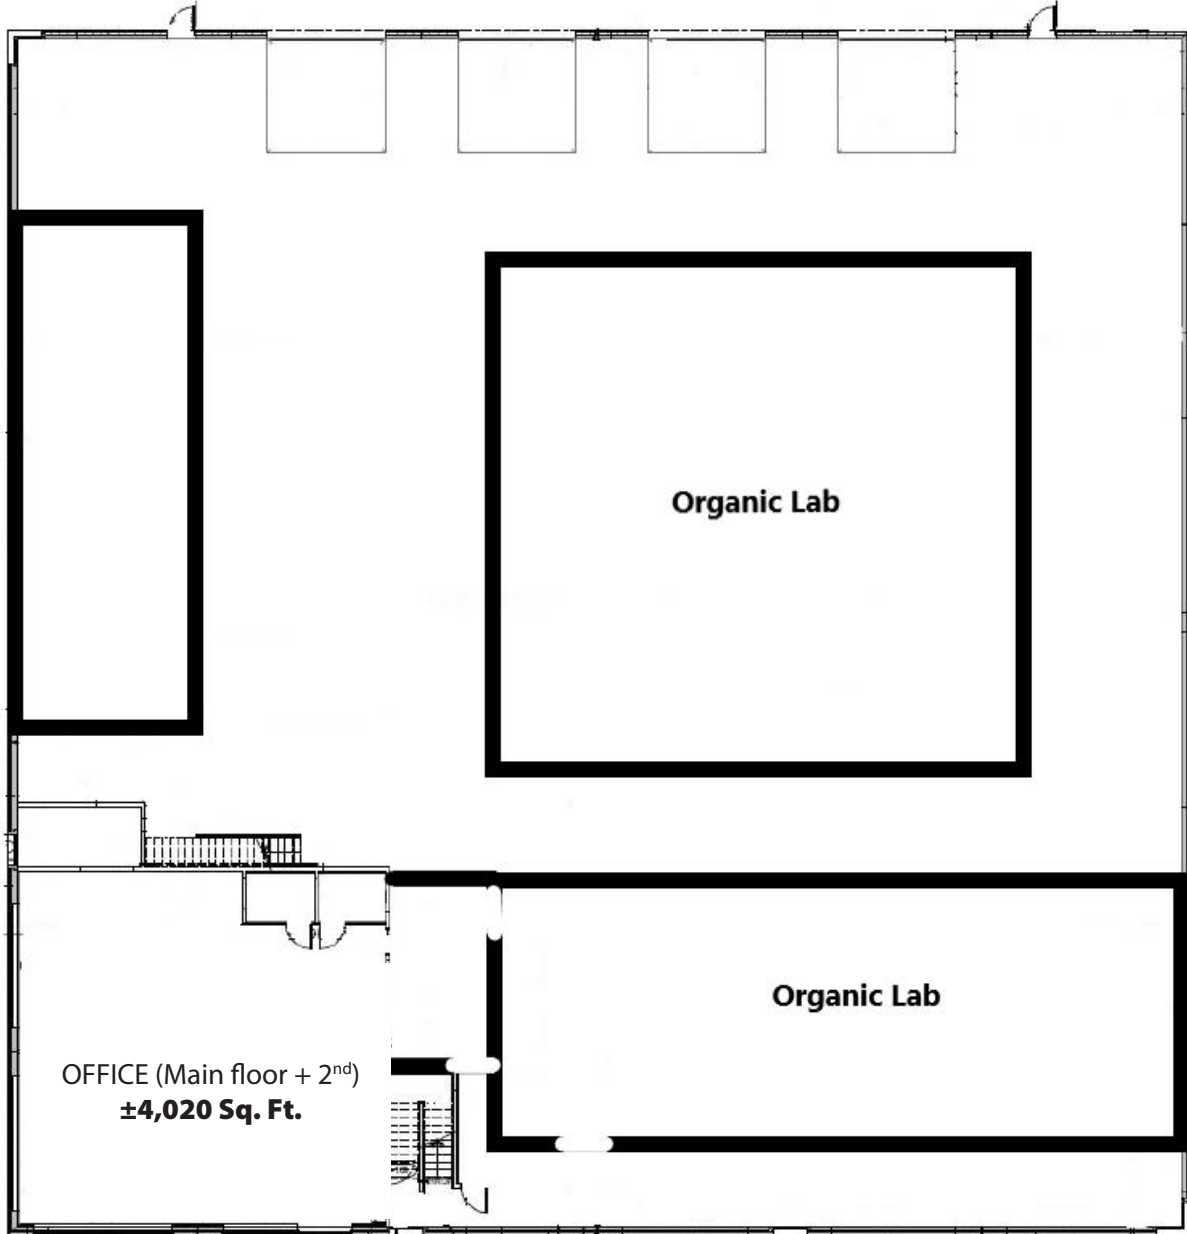 Organic Lab
Organic Lab
OFFICE (Main floor + 2nd)
±4,020 Sq. Ft.